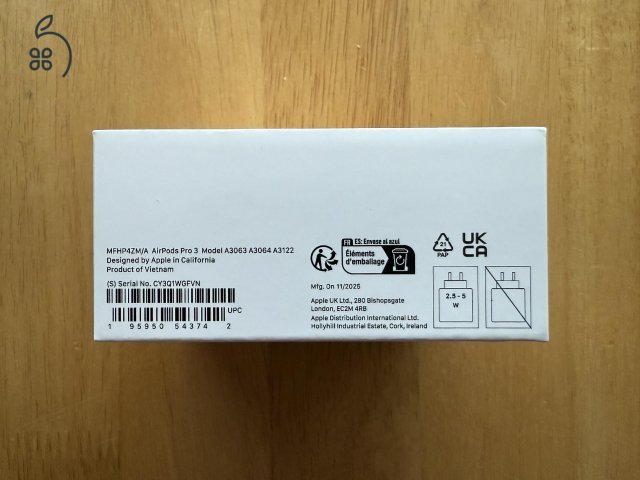 MFHP4ZM/A AirPods Pro 3 Model A3063 A3064 A3122
Designed by Apple in California
Product of Vietnam
(S) Serial No. CY3Q1WGFVN
UPC
1 95950 54374 2
FR ES: Envase al azul
Éléments
d'emballage
Mfg. On 11/2025
Apple UK Ltd., 280 Bishopsgate
London, EC2M 4RB
Apple Distribution International Ltd.
Hollyhill Industrial Estate, Cork, Ireland
21
PAP
UK
CA
2.5 - 5
W